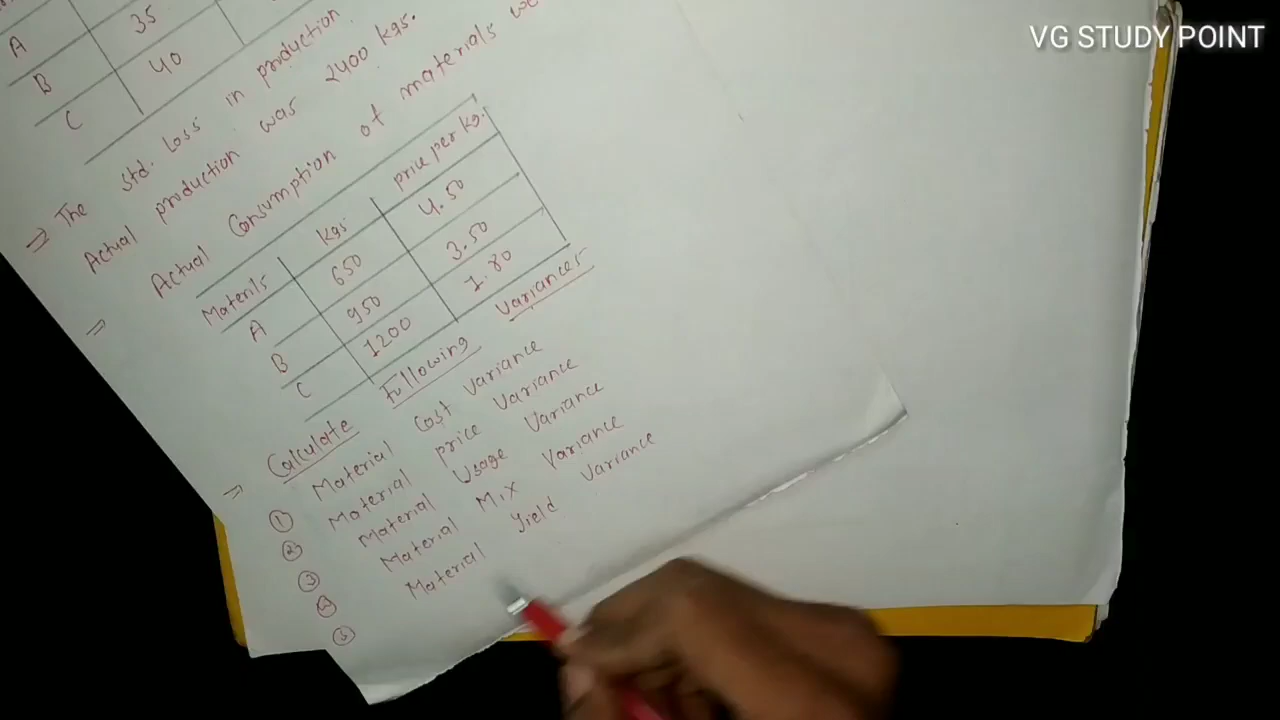 VG STUDY POINT
A 35
B 40
C
⇒ The std. Loss in production
Actual production was 2400 kgs.
⇒ Actual Consumption of materials
Materils kgs price per kg.
A 650 4.50
B 950 3.50
C 1200 1.80
⇒ Calculate Following Variances
① Material Cost Variance
② Material price Variance
③ Material Usage Variance
Material Mix Variance
⑤ Material Yield Variance